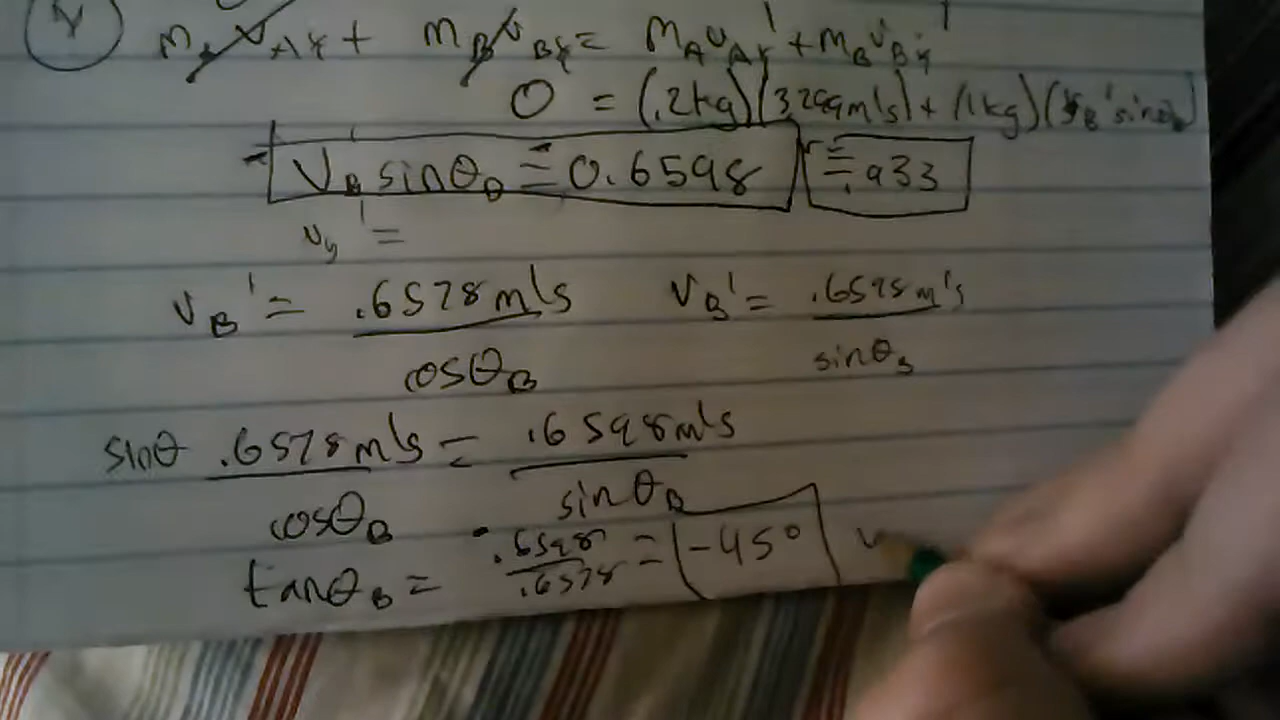 Y
mAvAy + mBvBy = mAvAy' + mBvBy'
0 = (.2kg)(3.299m/s) + (1kg)(vB'sinθB)
- vB sinθB = -0.6598 = .933
vy' =
vB' = .6578m/s / cosθB vB' = .6598m/s / sinθB
sinθ .6578m/s / cosθB = .6598m/s / sinθB
tanθB = -.6598 / .6578 = -45° v